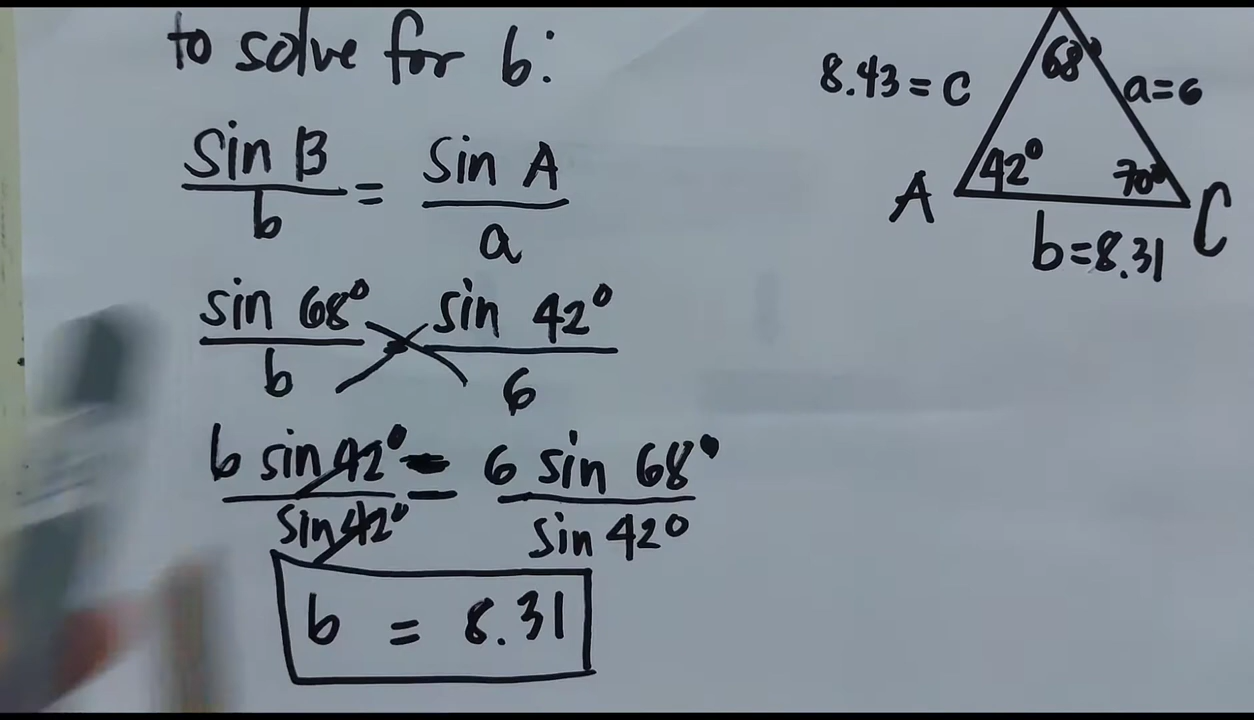 to solve for b:
sin B / b = sin A / a
sin 68° / b = sin 42° / 6
b sin 42° / sin 42° = 6 sin 68° / sin 42°
b = 8.31
68°
8.43 = c
a = 6
42°
70°
A
C
b = 8.31